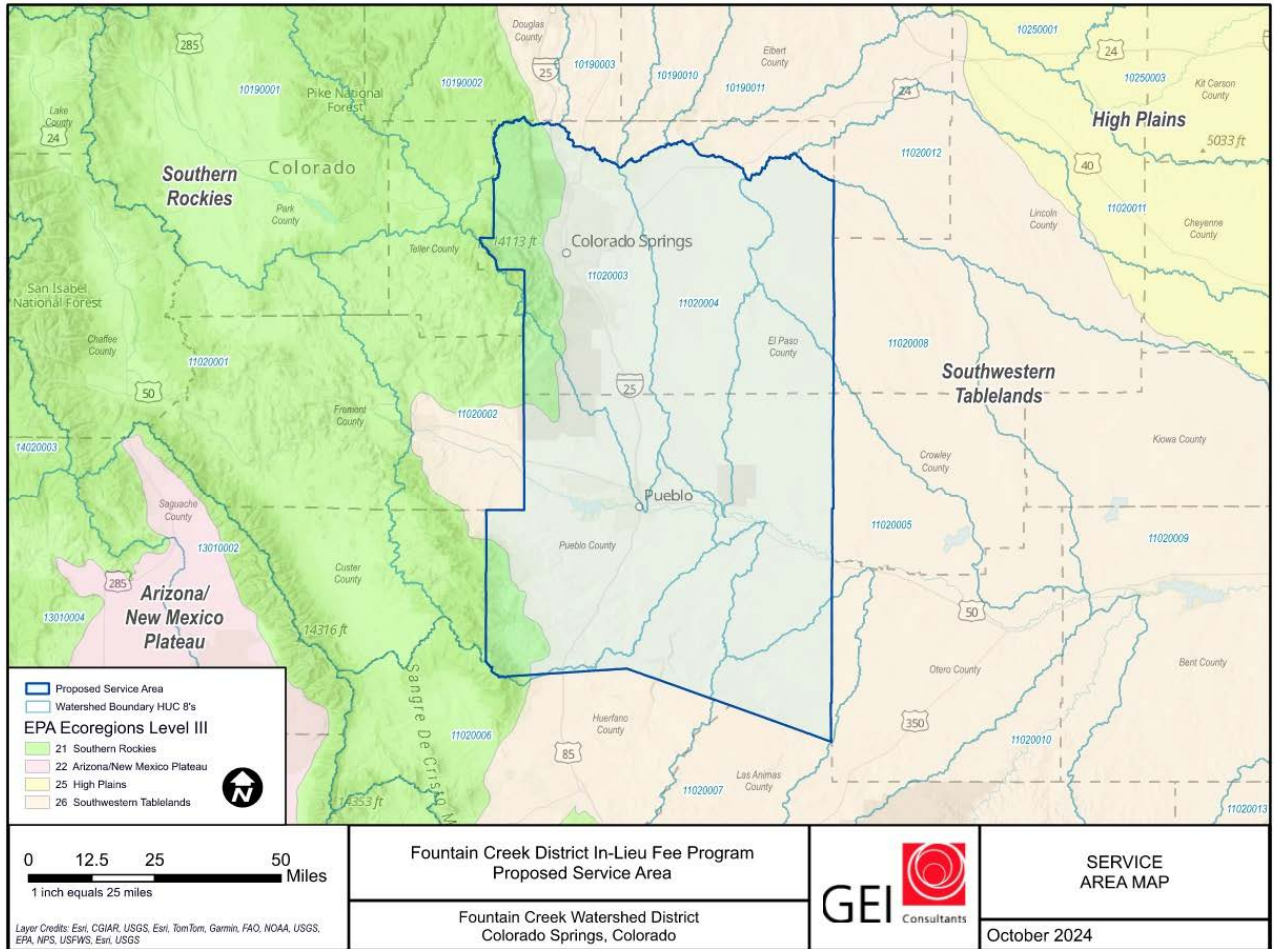 Douglas
County
285
25
10190003
10190010
Elbert
County
10250001
24
10190002
10190011
10250003
Kit Carson
County
10190001
Pike National
Forest
Lake
County
24
24
High Plains
5033 ft
Southern
Rockies
Colorado
11020012
40
Park
County
Lincoln
County
11020011
Cheyenne
County
14113 ft
Colorado Springs
Teller County
11020003
San Isabel
National Forest
11020004
Chaffee
County
El Paso
County
11020008
11020001
Southwestern
Tablelands
50
25
Fremont
County
11020002
Kiowa County
14020003
Crowley
County
Saguache
County
Pueblo
11020005
11020009
13010002
Pueblo County
285
Custer
County
Arizona/
New Mexico
Plateau
13010004
50
14316 ft
Otero County
Bent County
Sangre De Cristo M
Huerfano
County
350
11020006
85
11020010
Las Animas
County
11020007
14353 ft
11020013
Proposed Service Area
Watershed Boundary HUC 8's
EPA Ecoregions Level III
21 Southern Rockies
22 Arizona/New Mexico Plateau
25 High Plains
26 Southwestern Tablelands
N
0 12.5 25 50
Miles
1 inch equals 25 miles
Layer Credits: Esri, CGIAR, USGS, Esri, TomTom, Garmin, FAO, NOAA, USGS,
EPA, NPS, USFWS, Esri, USGS
Fountain Creek District In-Lieu Fee Program
Proposed Service Area
Fountain Creek Watershed District
Colorado Springs, Colorado
GEI Consultants
SERVICE
AREA MAP
October 2024